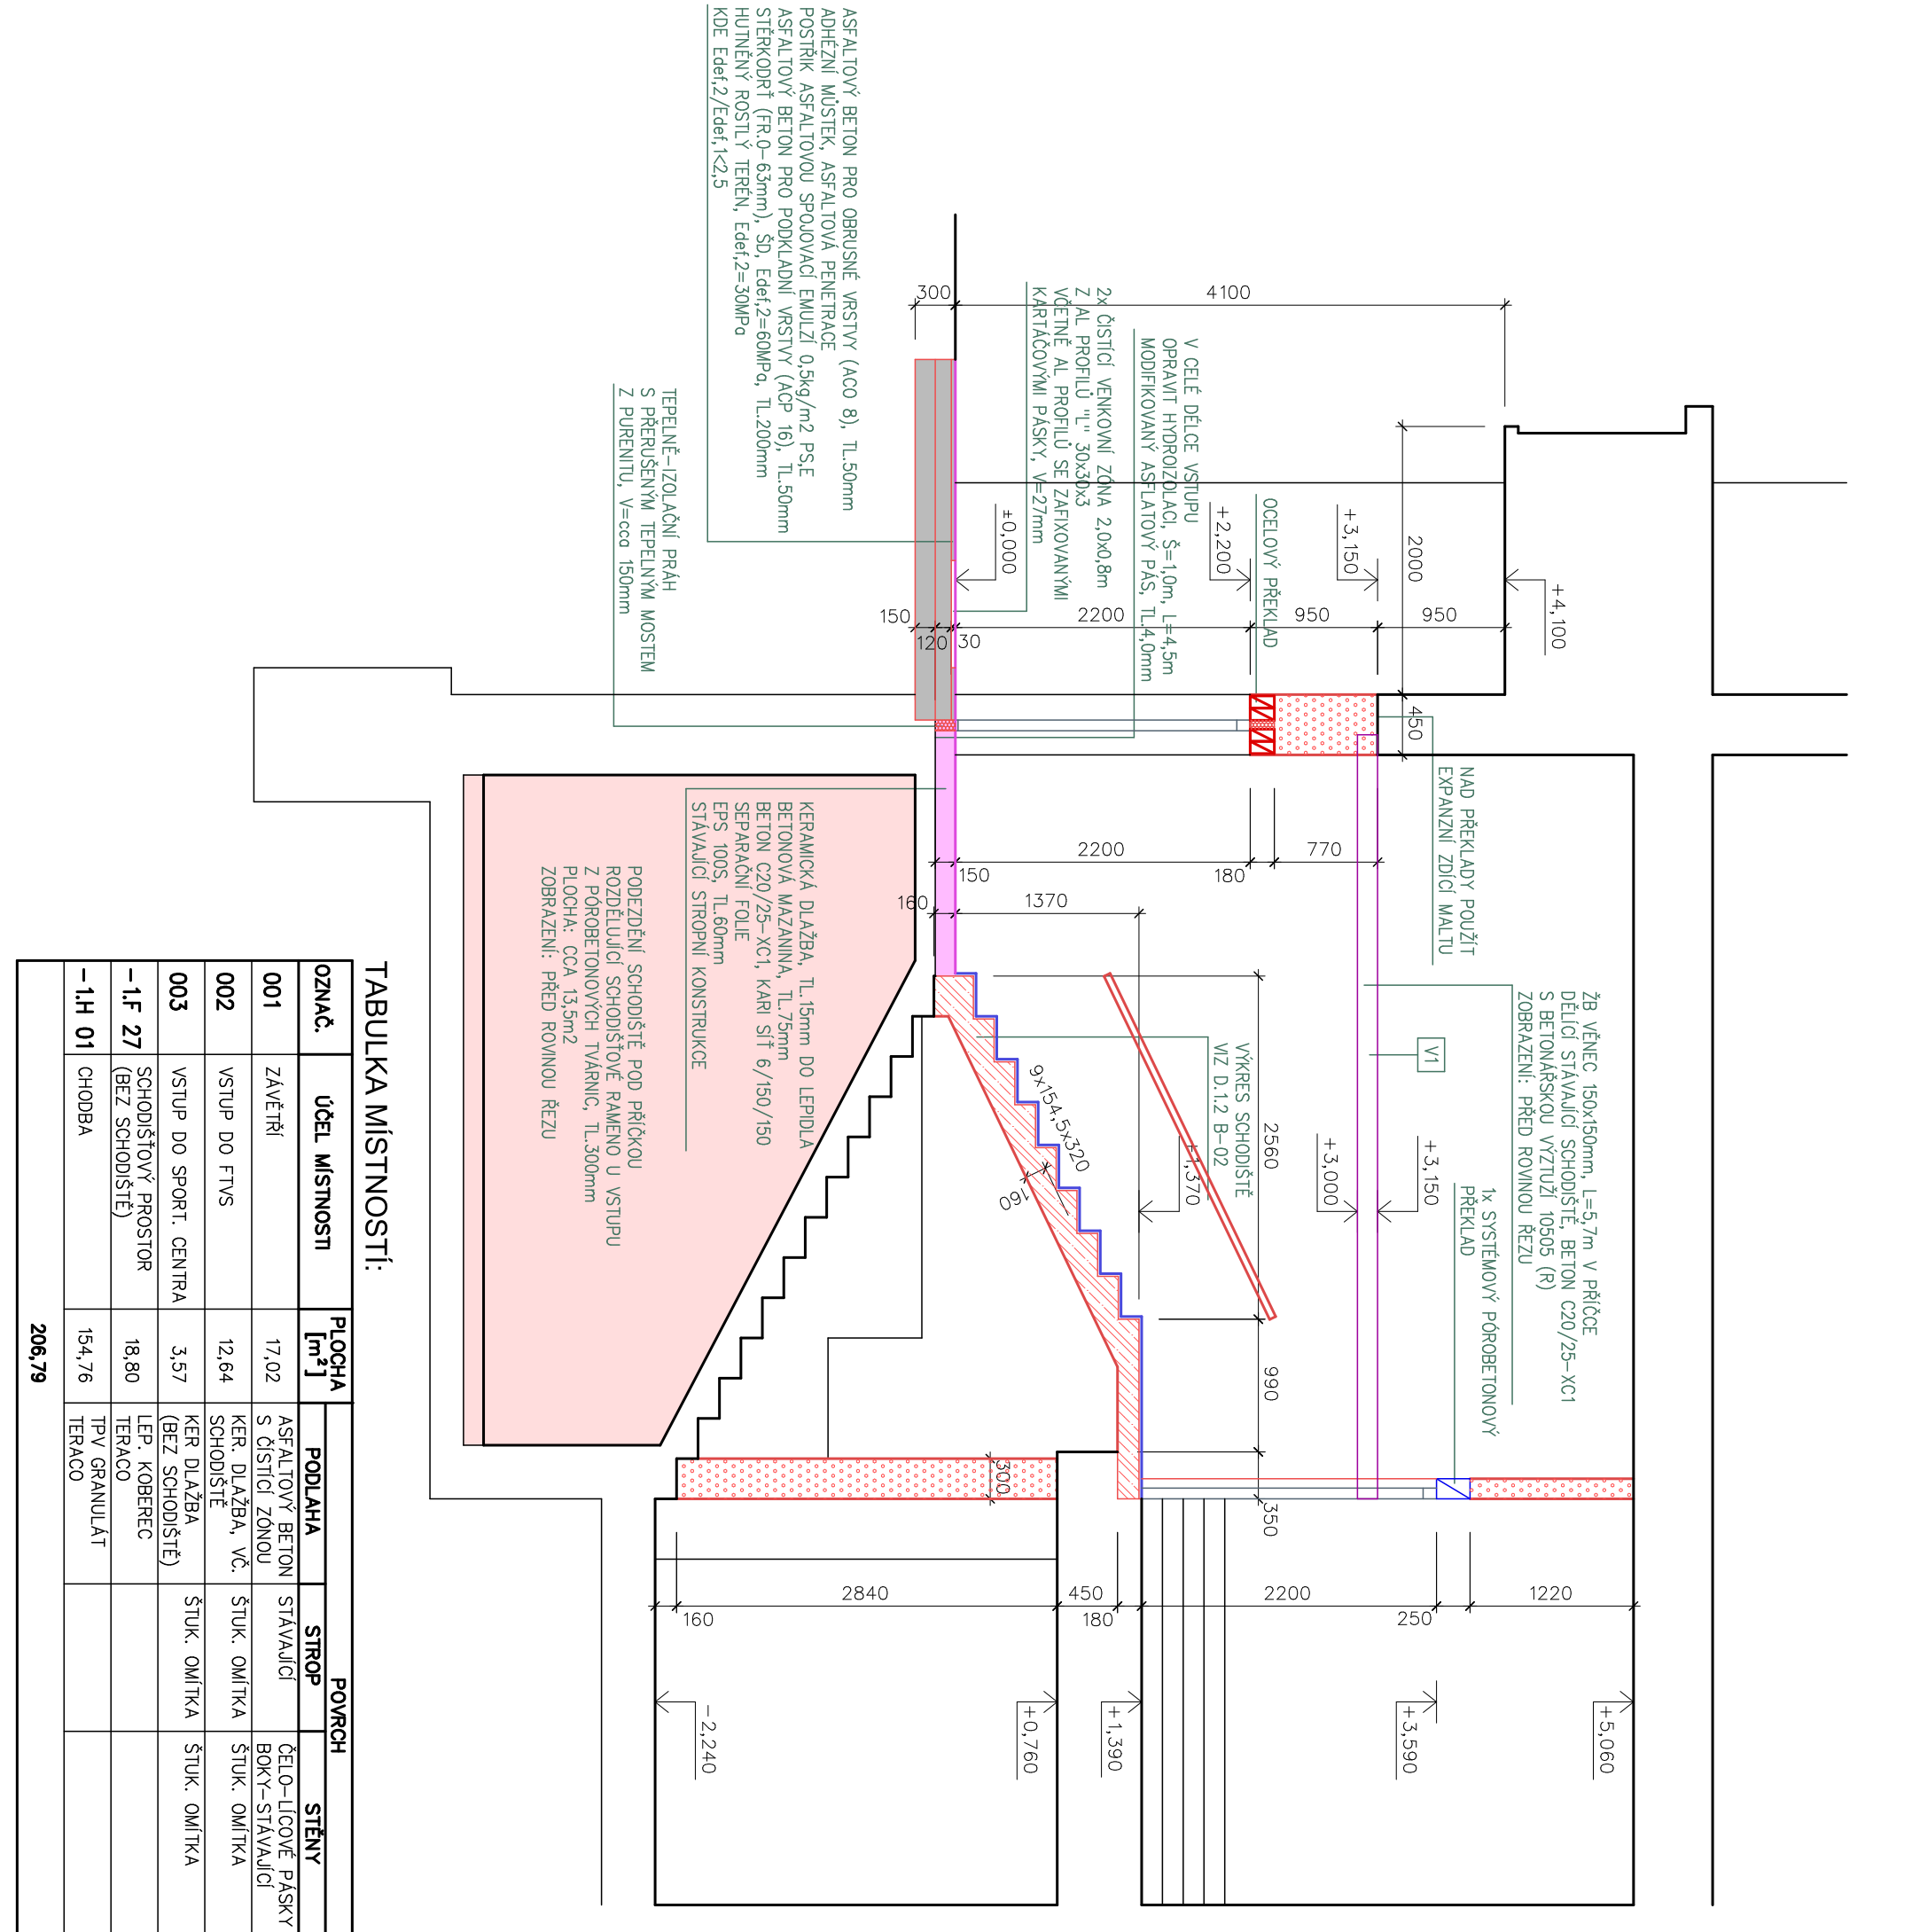 ASFALTOVÝ BETON PRO OBRUSNÉ VRSTVY (ACO 8), TL.50mm
ADHÉZNÍ MŮSTEK, ASFALTOVÁ PENETRACE
POSTŘIK ASFALTOVOU SPOJOVACÍ EMULZÍ 0,5kg/m2 PS,E
ASFALTOVÝ BETON PRO PODKLADNÍ VRSTVY (ACP 16), TL.50mm
ŠTĚRKODRŤ (FR.0-63mm), ŠD, Edef,2=60MPa, TL.200mm
HUTNĚNÝ ROSTLÝ TERÉN, Edef,2=30MPa
KDE Edef,2/Edef,1<2,5
2x ČISTÍCÍ VENKOVNÍ ZÓNA 2,0x0,8m
Z AL PROFILŮ "L" 30x30x3
VČETNĚ AL PROFILŮ SE ZAFIXOVANÝMI
KARTÁČOVÝMI PÁSKY, V=27mm
V CELÉ DÉLCE VSTUPU
OPRAVIT HYDROIZOLACI, Š=1,0m, L=4,5m
MODIFIKOVANÝ ASFLATOVÝ PÁS, TL.4,0mm
TEPELNĚ-IZOLAČNÍ PRÁH
S PŘERUŠENÝM TEPELNÝM MOSTEM
Z PURENITU, V=cca 150mm
OCELOVÝ PŘEKLAD
NAD PŘEKLADY POUŽÍT
EXPANZNÍ ZDÍCÍ MALTU
ŽB VĚNEC 150x150mm, L=5,7m V PŘÍČCE
DĚLÍCÍ STÁVAJÍCÍ SCHODIŠTĚ, BETON C20/25-XC1
S BETONÁŘSKOU VÝZTUŽÍ 10505 (R)
ZOBRAZENÍ: PŘED ROVINOU ŘEZU
V1
1x SYSTÉMOVÝ PÓROBETONOVÝ
PŘEKLAD
VÝKRES SCHODIŠTĚ
VIZ D.1.2 B-02
KERAMICKÁ DLAŽBA, TL.15mm DO LEPIDLA
BETONOVÁ MAZANINA, TL.75mm
BETON C20/25-XC1, KARI SÍŤ 6/150/150
SEPARAČNÍ FOLIE
EPS 100S, TL.60mm
STÁVAJÍCÍ STROPNÍ KONSTRUKCE
PODEZDĚNÍ SCHODIŠTĚ POD PŘÍČKOU
ROZDĚLUJÍCÍ SCHODIŠŤOVÉ RAMENO U VSTUPU
Z PÓROBETONOVÝCH TVÁRNIC, TL.300mm
PLOCHA: CCA 13,5m2
ZOBRAZENÍ: PŘED ROVINOU ŘEZU
300
4100
2000
450
+4,100
+3,150
+2,200
±0,000
150
120
30
2200
950
950
150
2200
180
770
160
1370
9x154,5x320
160
2560
990
350
+1,370
+3,000
+3,150
300
160
2840
450
180
2200
250
1220
-2,240
+0,760
+1,390
+3,590
+5,060
TABULKA MÍSTNOSTÍ:
OZNAČ. ÚČEL MÍSTNOSTI PLOCHA [m²] POVRCH
PODLAHA STROP STĚNY
001 ZÁVĚTŘÍ 17,02 ASFALTOVÝ BETON STÁVAJÍCÍ ČELO-LÍCOVÉ PÁSKY
S ČÍSTÍCÍ ZÓNOU BOKY-STÁVAJÍCÍ
002 VSTUP DO FTVS 12,64 KER. DLAŽBA, VČ. ŠTUK. OMÍTKA ŠTUK. OMÍTKA
SCHODIŠTĚ
003 VSTUP DO SPORT. CENTRA 3,57 KER DLAŽBA ŠTUK. OMÍTKA ŠTUK. OMÍTKA
(BEZ SCHODIŠTĚ)
-1.F 27 SCHODIŠŤOVÝ PROSTOR 18,80 LEP. KOBEREC
(BEZ SCHODIŠTĚ) TERACO
-1.H 01 CHODBA 154,76 TPV GRANULÁT
TERACO
206,79